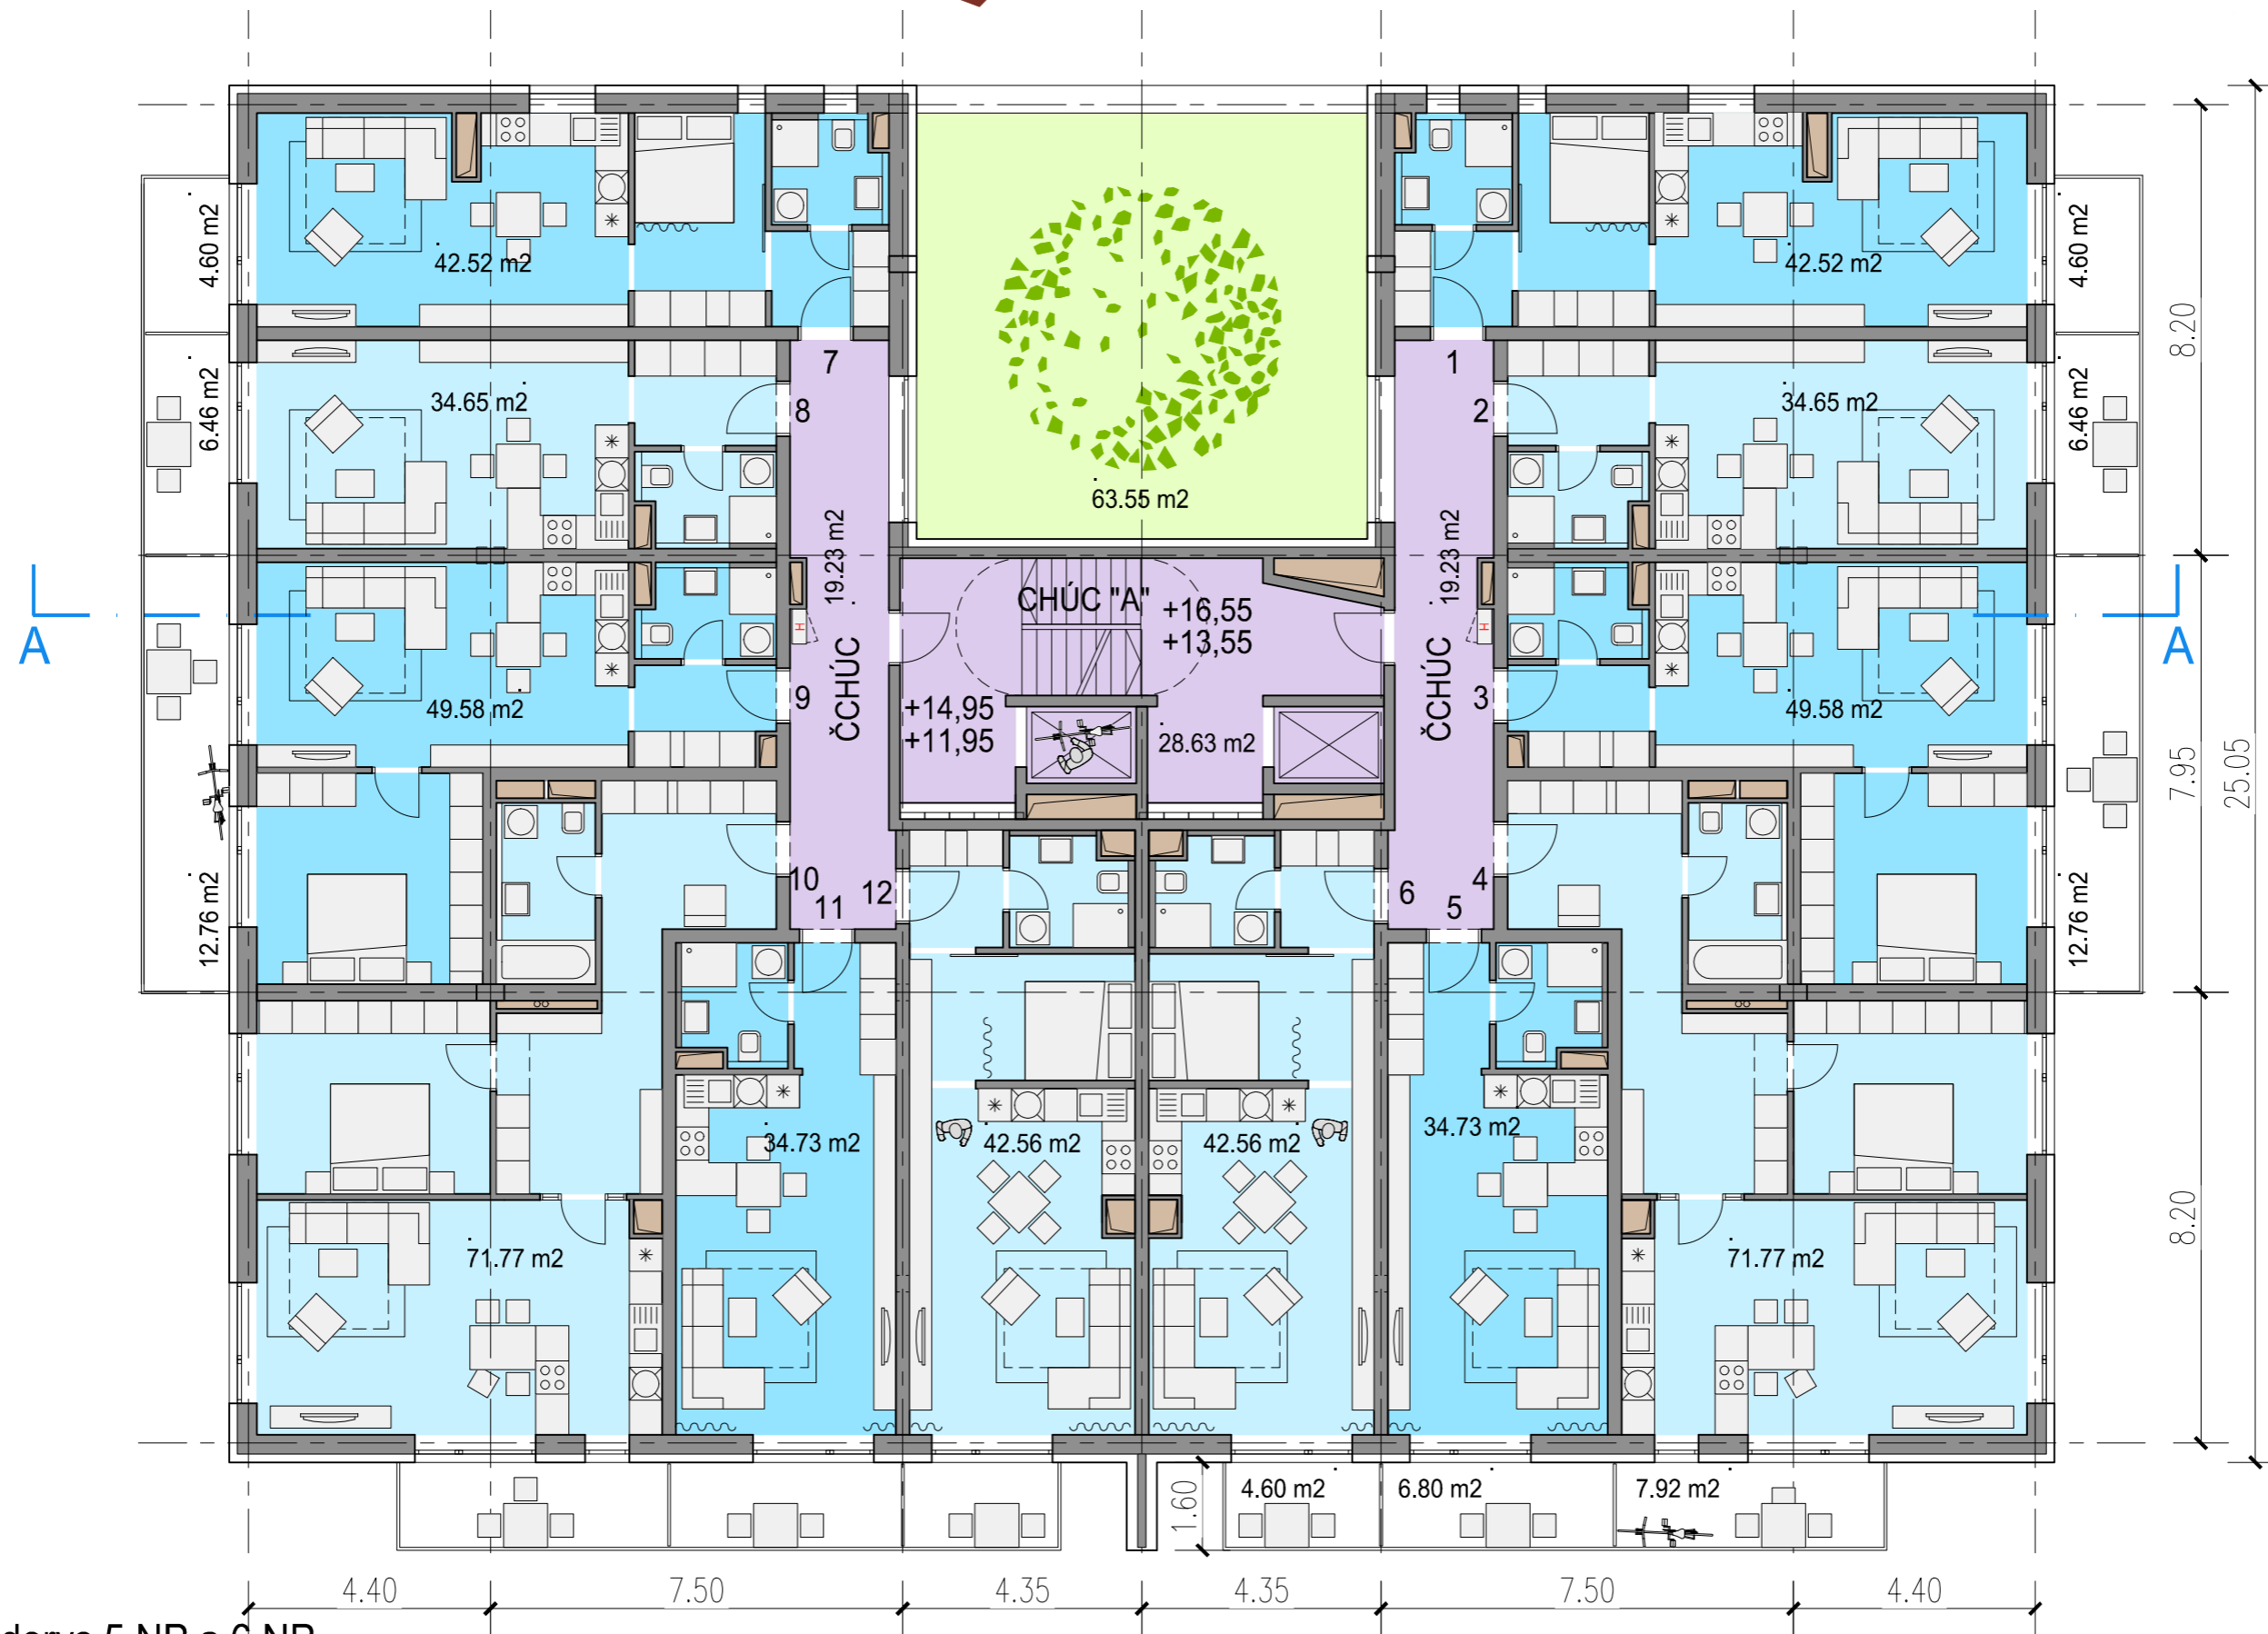 4.60 m2
42.52 m2
42.52 m2
4.60 m2
8.20
7
1
6.46 m2
34.65 m2
8
2
34.65 m2
6.46 m2
63.55 m2
19.23 m2
19.23 m2
CHÚC "A"
+16,55
+13,55
A
A
H
H
ČCHÚC
ČCHÚC
49.58 m2
9
+14,95
+11,95
28.63 m2
3
49.58 m2
7.95
25.05
12.76 m2
10
11
12
6
5
4
12.76 m2
34.73 m2
42.56 m2
42.56 m2
34.73 m2
8.20
71.77 m2
71.77 m2
1.60
4.60 m2
6.80 m2
7.92 m2
4.40
7.50
4.35
4.35
7.50
4.40
5.NP a 6.NP